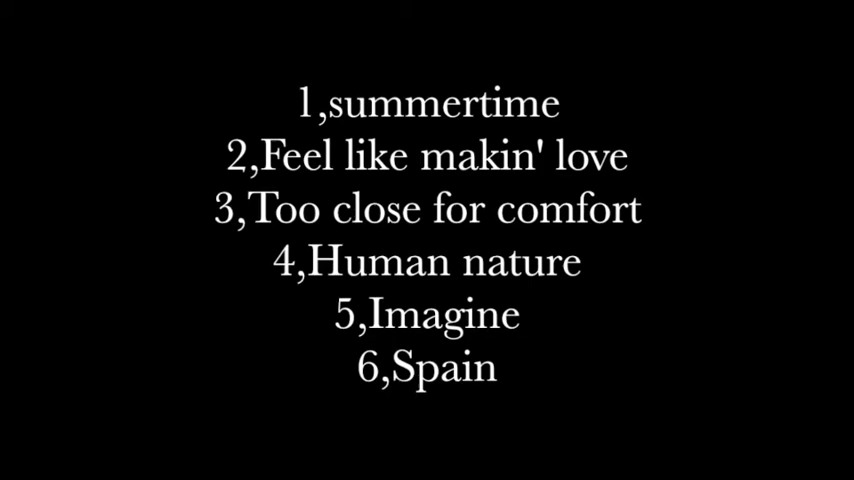 1,summertime
2,Feel like makin' love
3,Too close for comfort
4,Human nature
5,Imagine
6,Spain